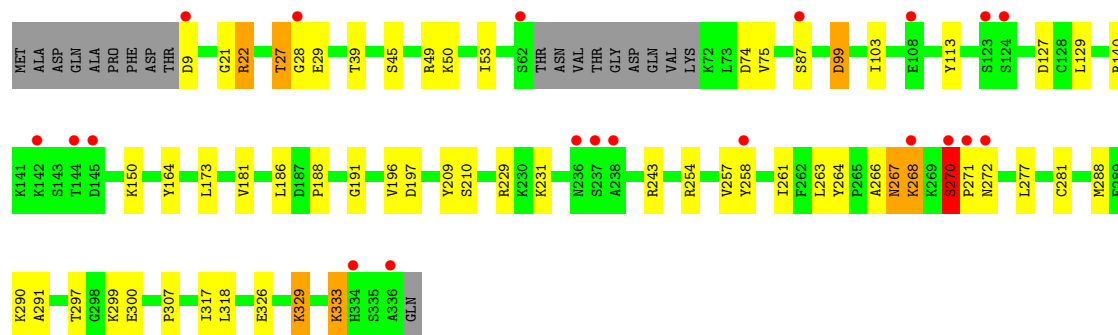 MET ALA ASP GLN ALA PRO PHE ASP THR D9 G21 R22 T27 G28 E29 T39 S45 R49 K50 I53 S62 THR ASN VAL THR GLY ASP GLN VAL LYS K72 L73 D74 V75 S87 D99 I103 E108 Y113 S123 S124 D127 C128 L129 R140
K141 K142 S143 T144 D145 K150 Y164 L173 V181 L186 D187 P188 G191 V196 D197 Y209 S210 R229 K230 K231 N236 S237 A238 R243 R254 V257 Y258 I261 F262 L263 Y264 P265 A266 N267 K268 K269 S270 P271 N272 L277 C281 M288
K290 A291 T297 G298 K299 E300 P307 I317 L318 E326 K329 K333 H334 S335 A336 GLN